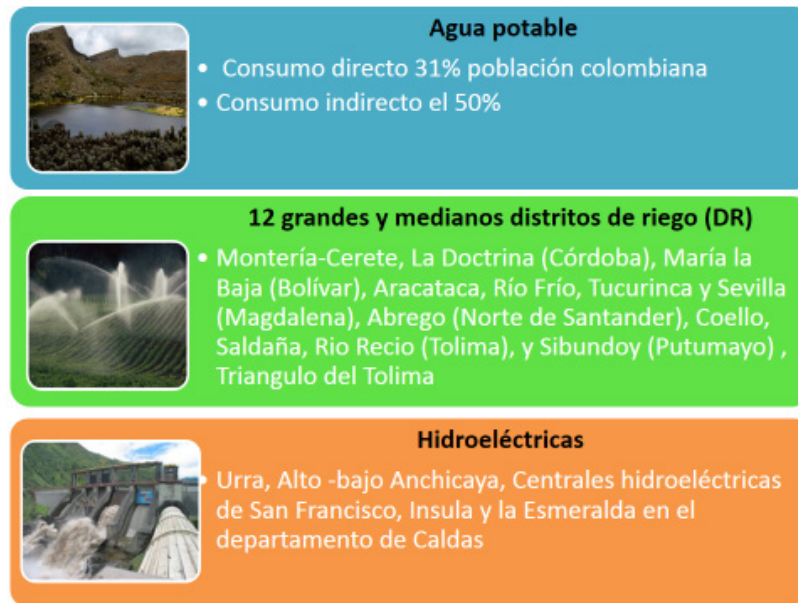 Agua potable
• Consumo directo 31% población colombiana
• Consumo indirecto el 50%
12 grandes y medianos distritos de riego (DR)
• Montería-Cerete, La Doctrina (Córdoba), María la
Baja (Bolívar), Aracataca, Río Frío, Tucurinca y Sevilla
(Magdalena), Abrego (Norte de Santander), Coello,
Saldaña, Rio Recio (Tolima), y Sibundoy (Putumayo) ,
Triangulo del Tolima
Hidroeléctricas
• Urra, Alto -bajo Anchicaya, Centrales hidroeléctricas
de San Francisco, Insula y la Esmeralda en el
departamento de Caldas